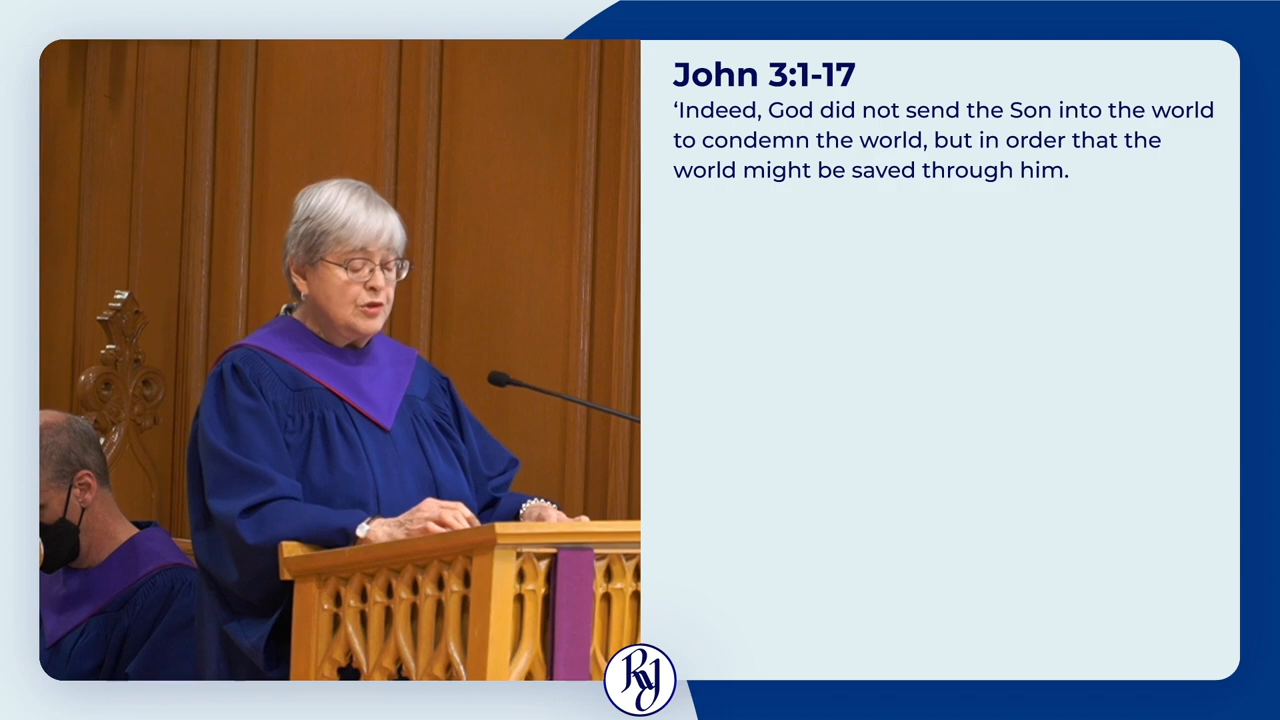 John 3:1-17
‘Indeed, God did not send the Son into the world
to condemn the world, but in order that the
world might be saved through him.
RYJ